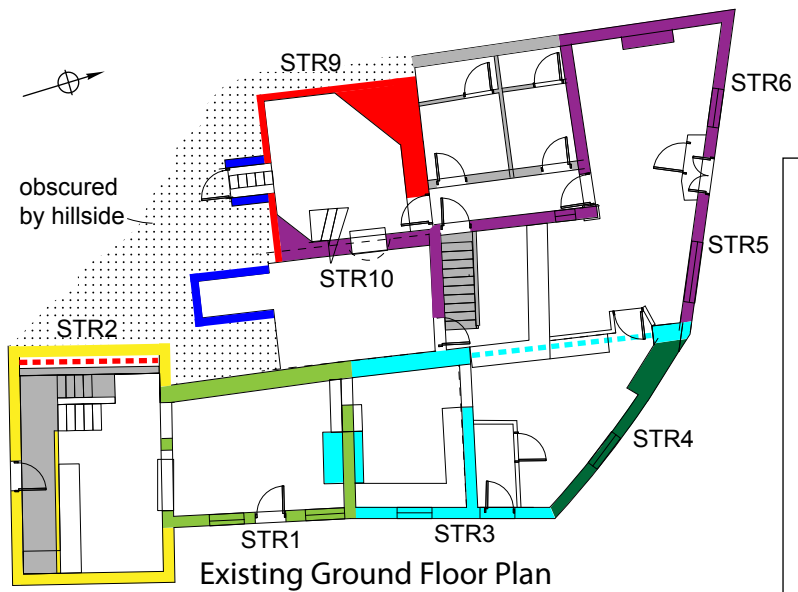 STR9
STR6
obscured
by hillside
STR5
STR10
STR2
STR4
STR1
STR3
Existing Ground Floor Plan